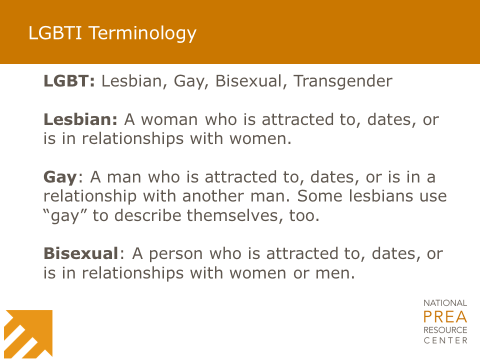 LGBTI Terminology
LGBT: Lesbian, Gay, Bisexual, Transgender
Lesbian: A woman who is attracted to, dates, or
is in relationships with women.
Gay: A man who is attracted to, dates, or is in a
relationship with another man. Some lesbians use
“gay” to describe themselves, too.
Bisexual: A person who is attracted to, dates, or
is in relationships with women or men.
NATIONAL
PREA
RESOURCE
CENTER